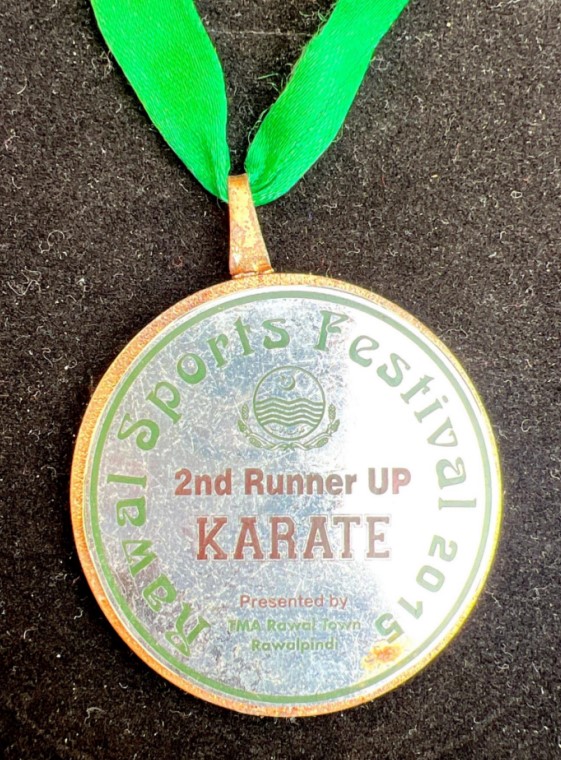 Rawal Sports Festival 2015
2nd Runner UP
KARATE
Presented by
TMA Rawal Town
Rawalpindi